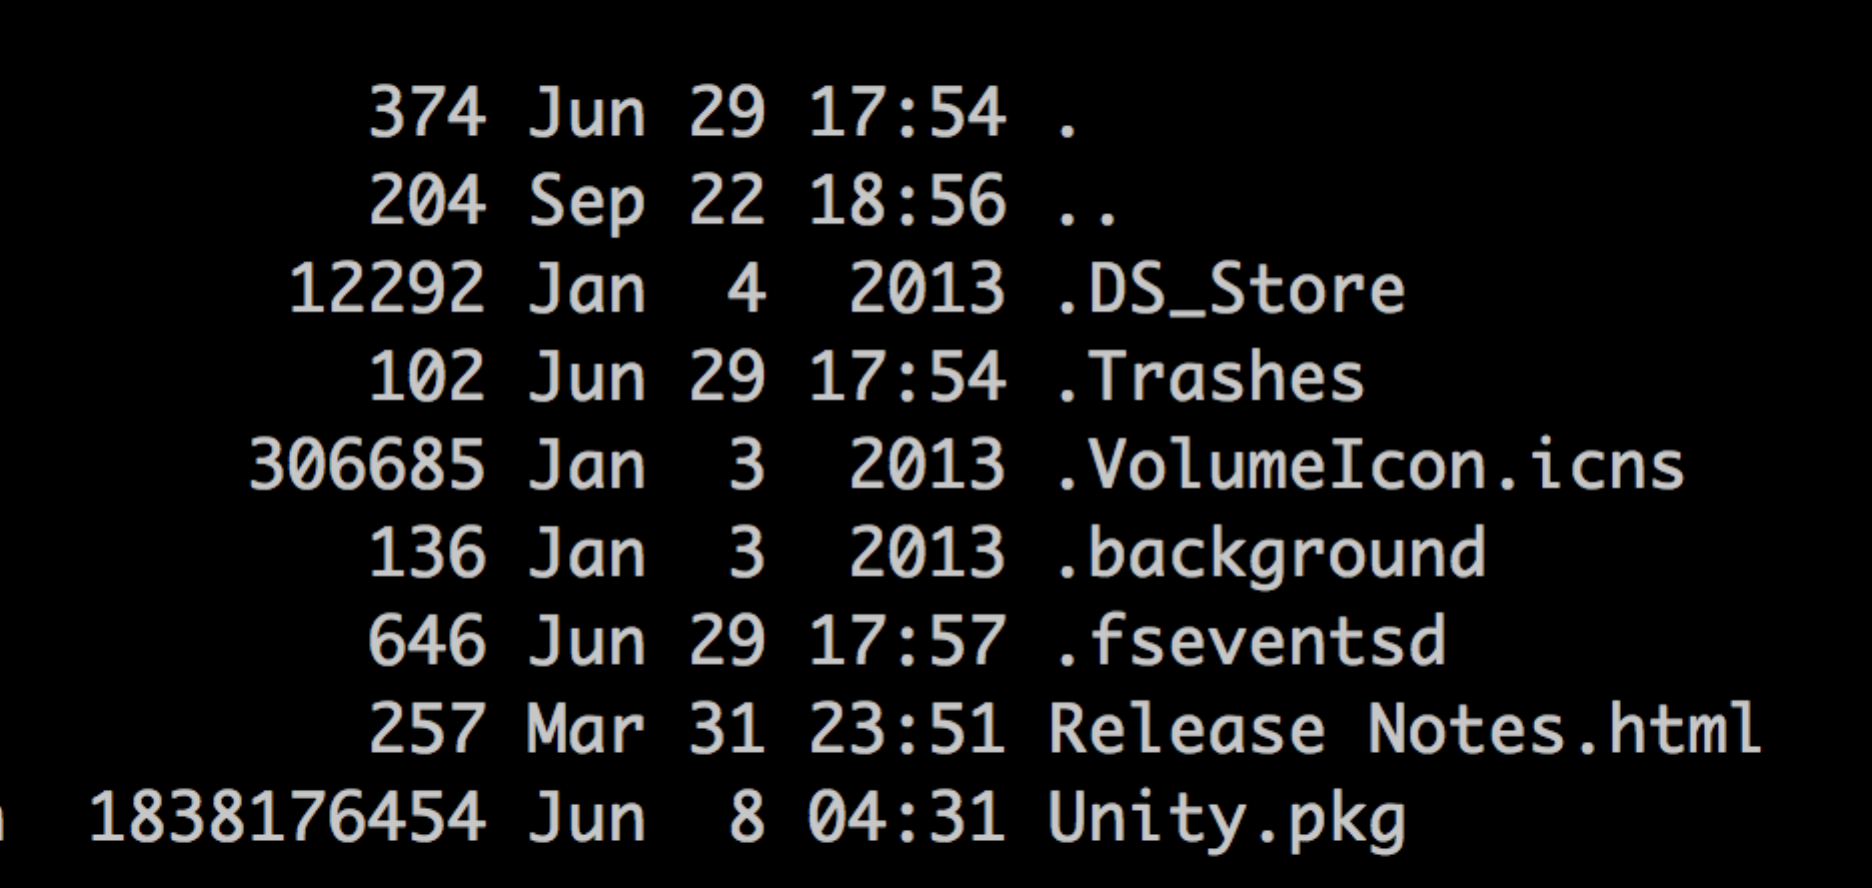 374 Jun 29 17:54 .
204 Sep 22 18:56 ..
12292 Jan  4  2013 .DS_Store
102 Jun 29 17:54 .Trashes
306685 Jan  3  2013 .VolumeIcon.icns
136 Jan  3  2013 .background
646 Jun 29 17:57 .fseventsd
257 Mar 31 23:51 Release Notes.html
1838176454 Jun  8 04:31 Unity.pkg